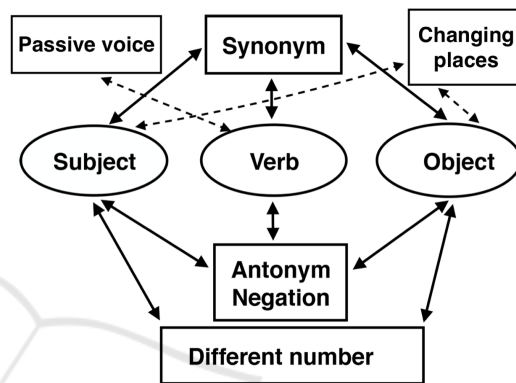 Passive voice
Synonym
Changing
places
Subject
Verb
Object
Antonym
Negation
Different number